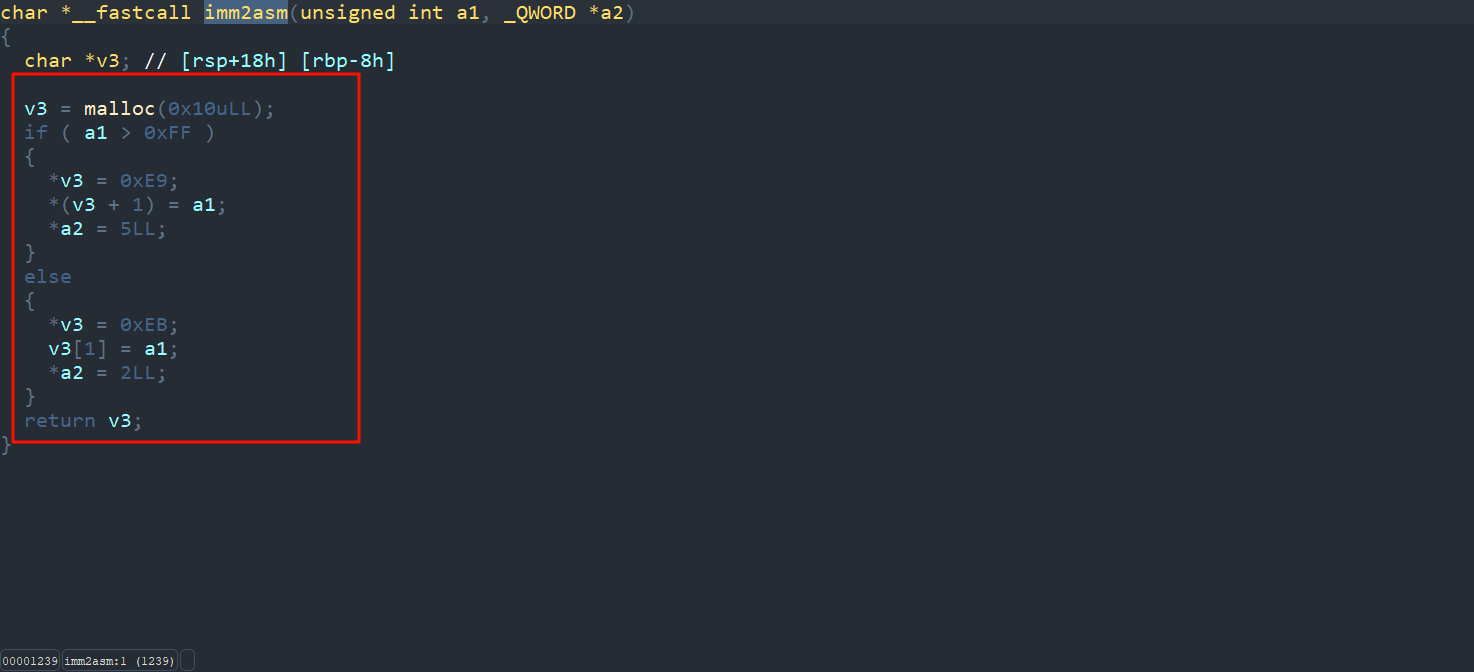 char *__fastcall imm2asm(unsigned int a1, _QWORD *a2)
{
  char *v3; // [rsp+18h] [rbp-8h]
  v3 = malloc(0x10uLL);
  if ( a1 > 0xFF )
  {
    *v3 = 0xE9;
    *(v3 + 1) = a1;
    *a2 = 5LL;
  }
  else
  {
    *v3 = 0xEB;
    v3[1] = a1;
    *a2 = 2LL;
  }
  return v3;
}
00001239 imm2asm:1 (1239)